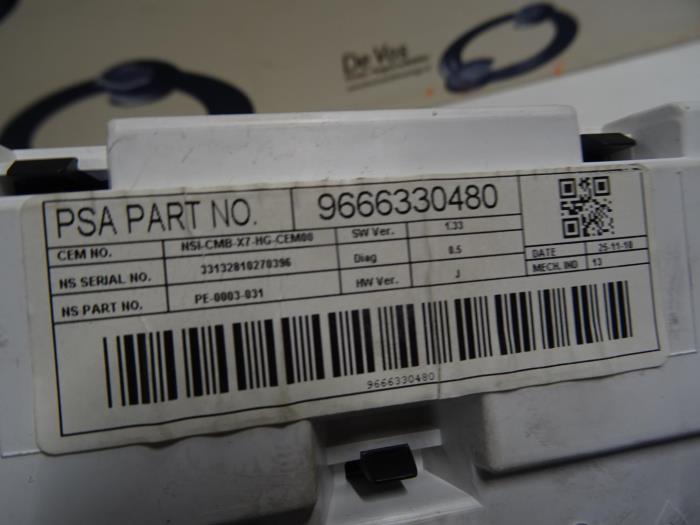 De Vos
PSA PART NO. 9666330480
CEM NO. NSI-CMB-X7-HG-CEM00 SW Ver. 1.33
NS SERIAL NO. 33132810270396 Diag 0.5 DATE 25-11-10
NS PART NO. PE-0003-031 HW Ver. J MECH. IND 13
9666330480